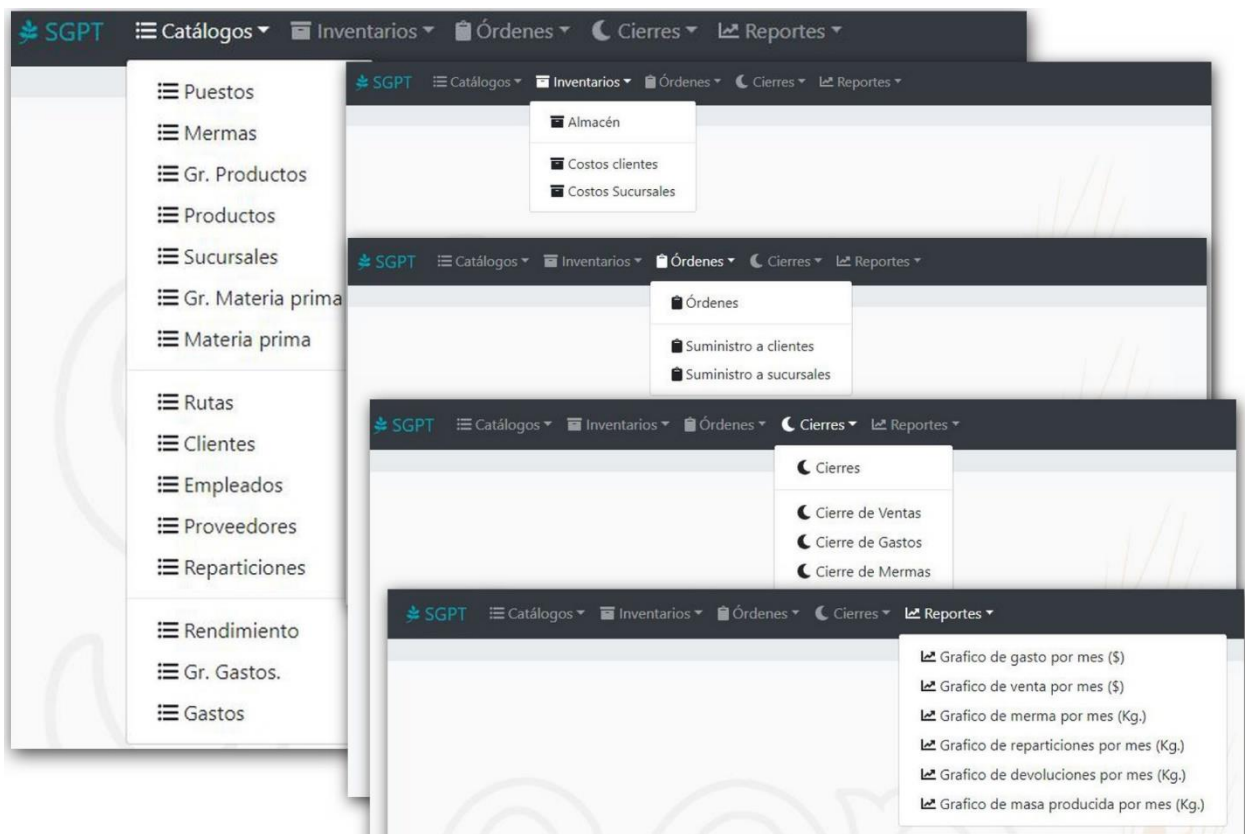 SGPT Catálogos Inventarios Órdenes Cierres Reportes
Puestos
Mermas
Gr. Productos
Productos
Sucursales
Gr. Materia prima
Materia prima
Rutas
Clientes
Empleados
Proveedores
Reparticiones
Rendimiento
Gr. Gastos.
Gastos
SGPT Catálogos Inventarios Órdenes Cierres Reportes
Almacén
Costos clientes
Costos Sucursales
SGPT Catálogos Inventarios Órdenes Cierres Reportes
Órdenes
Suministro a clientes
Suministro a sucursales
SGPT Catálogos Inventarios Órdenes Cierres Reportes
Cierres
Cierre de Ventas
Cierre de Gastos
Cierre de Mermas
SGPT Catálogos Inventarios Órdenes Cierres Reportes
Grafico de gasto por mes ($)
Grafico de venta por mes ($)
Grafico de merma por mes (Kg.)
Grafico de reparticiones por mes (Kg.)
Grafico de devoluciones por mes (Kg.)
Grafico de masa producida por mes (Kg.)